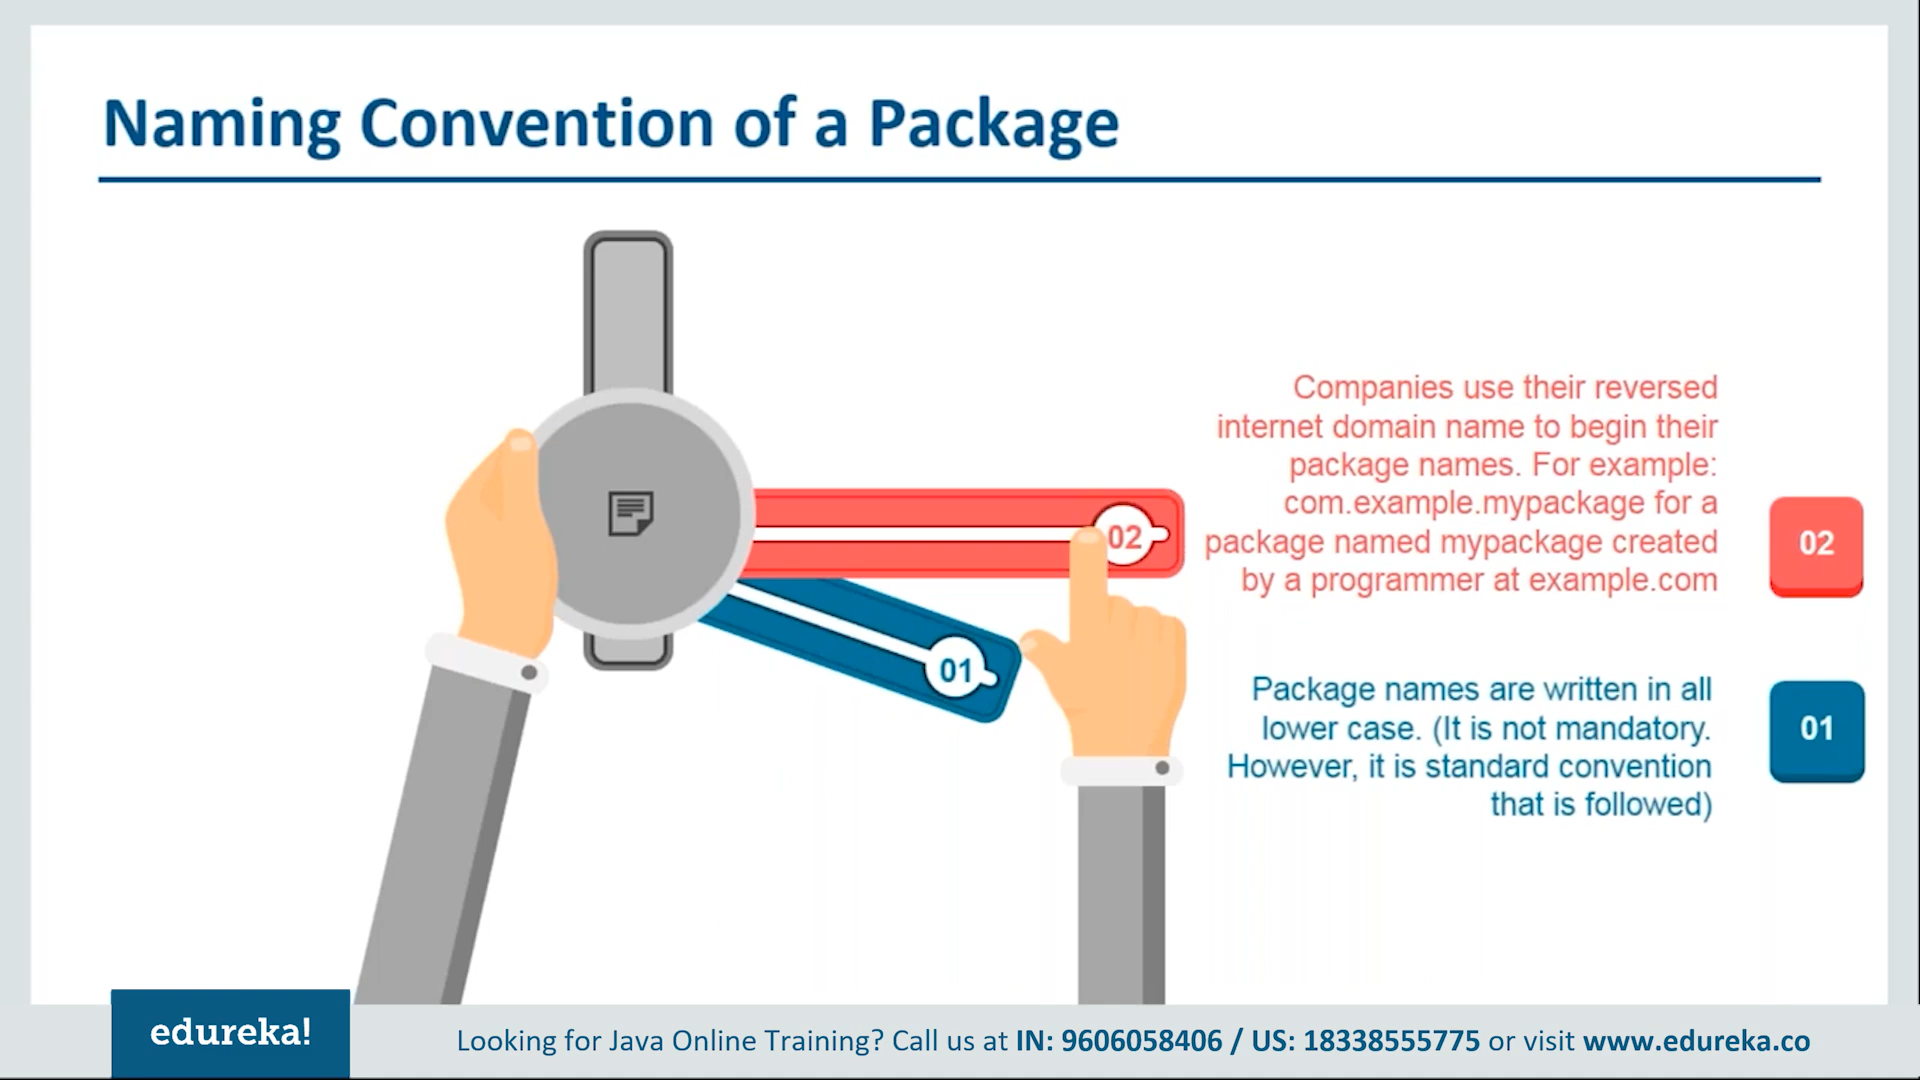 Naming Convention of a Package
Companies use their reversed
internet domain name to begin their
package names. For example:
com.example.mypackage for a
package named mypackage created
by a programmer at example.com
02
02
Package names are written in all
lower case. (It is not mandatory.
However, it is standard convention
that is followed)
01
01
edureka!
Looking for Java Online Training? Call us at IN: 9606058406 / US: 18338555775 or visit www.edureka.co